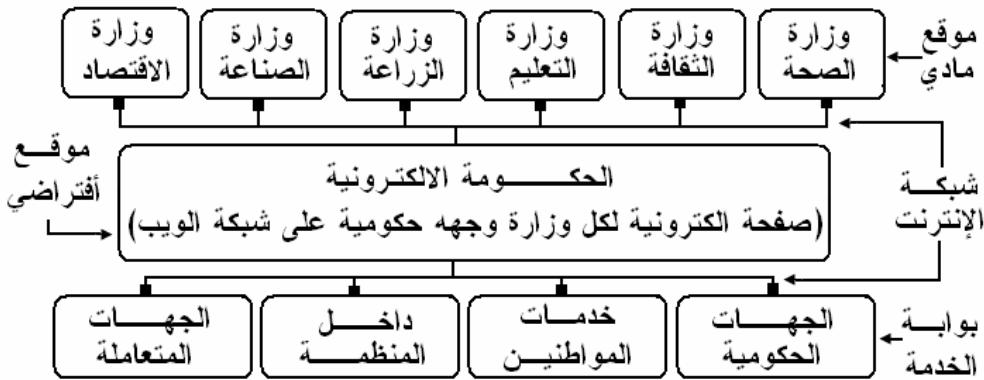 موقع مادي
وزارة الصحة
وزارة الثقافة
وزارة التعليم
وزارة الزراعة
وزارة الصناعة
وزارة الاقتصاد
شبكة الإنترنت
موقع أفتراضي
الحكومة الالكترونية
(صفحة الكترونية لكل وزارة وجهه حكومية على شبكة الويب)
بوابة الخدمة
الجهات الحكومية
خدمات المواطنين
داخل المنظمة
الجهات المتعاملة